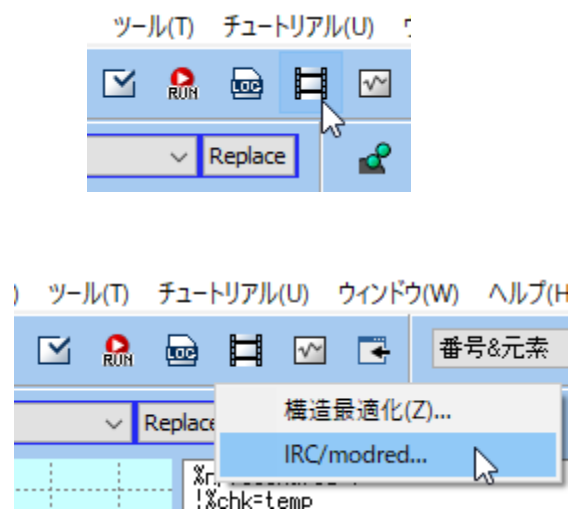 ツール(T) チュートリアル(U)
RUN LOG
Replace
) ツール(T) チュートリアル(U) ウィンドウ(W) ヘルプ(H
RUN LOG 番号&元素
Replace 構造最適化(Z)...
IRC/modred...
!%chk=temp